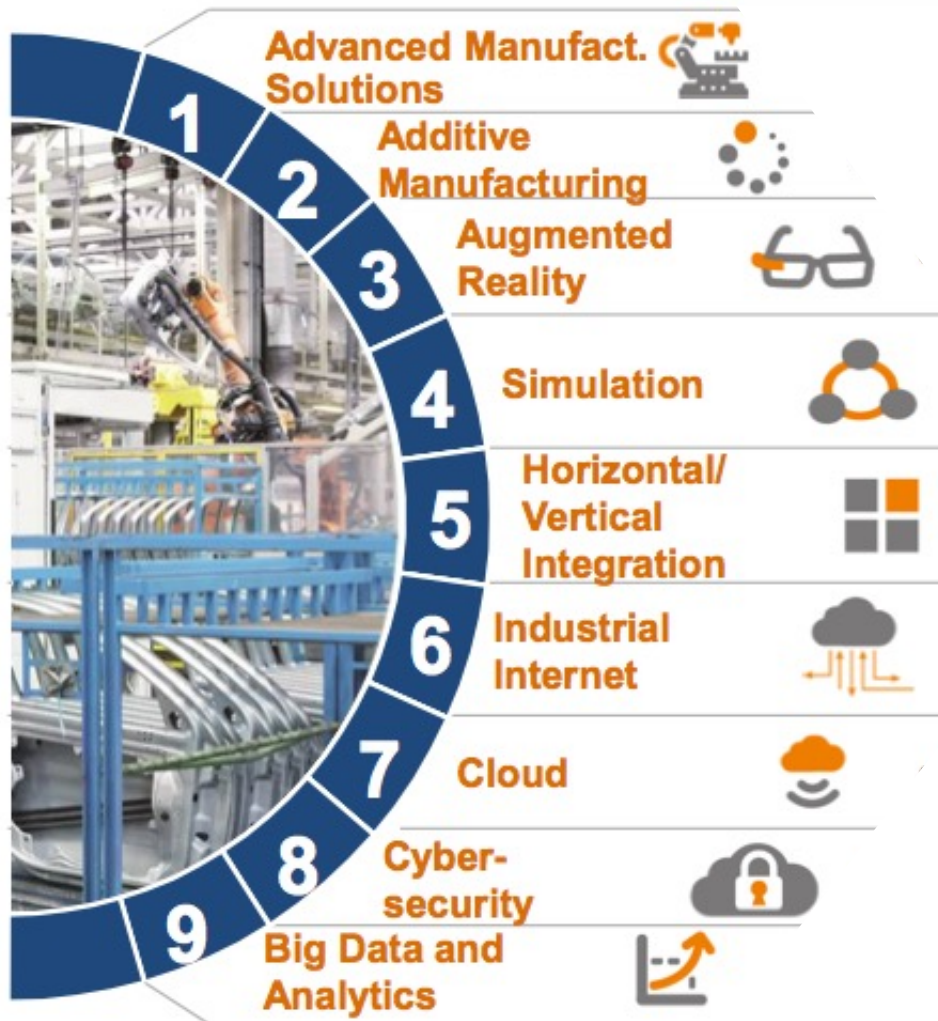 1
Advanced Manufact.
Solutions
2
Additive
Manufacturing
3
Augmented
Reality
4
Simulation
5
Horizontal/
Vertical
Integration
6
Industrial
Internet
7
Cloud
8
Cyber-
security
9
Big Data and
Analytics